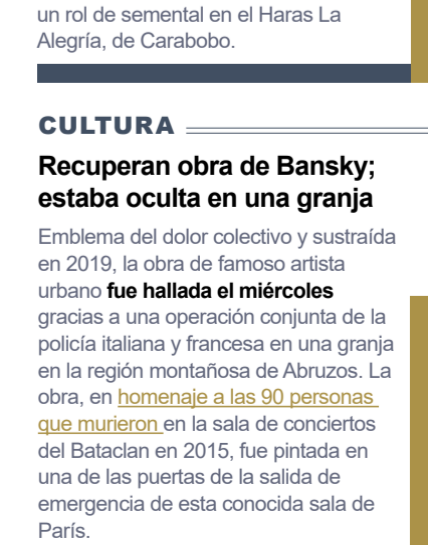 un rol de semental en el Haras La
Alegría, de Carabobo.
CULTURA
Recuperan obra de Bansky;
estaba oculta en una granja
Emblema del dolor colectivo y sustraída
en 2019, la obra de famoso artista
urbano fue hallada el miércoles
gracias a una operación conjunta de la
policía italiana y francesa en una granja
en la región montañosa de Abruzos. La
obra, en homenaje a las 90 personas
que murieron en la sala de conciertos
del Bataclan en 2015, fue pintada en
una de las puertas de la salida de
emergencia de esta conocida sala de
París.